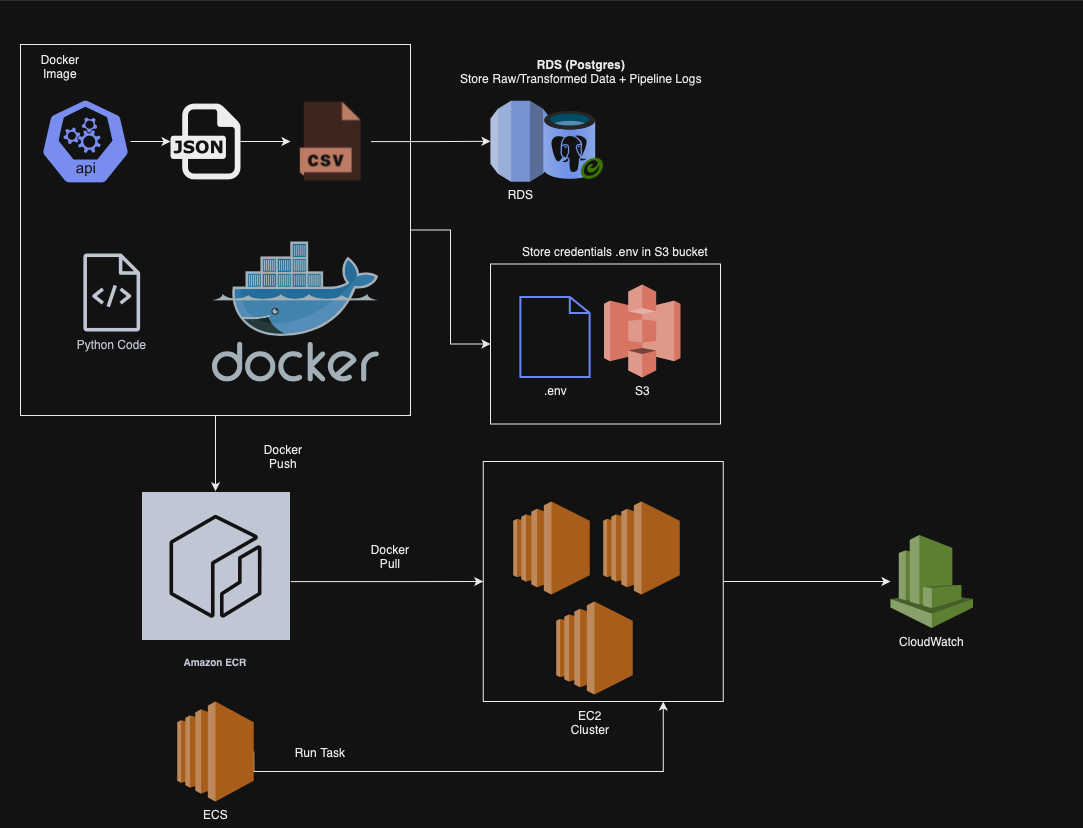 Docker
Image
api
JSON
CSV
RDS (Postgres)
Store Raw/Transformed Data + Pipeline Logs
RDS
Python Code
docker
Store credentials .env in S3 bucket
.env
S3
Docker
Push
Amazon ECR
Docker
Pull
EC2
Cluster
CloudWatch
ECS
Run Task